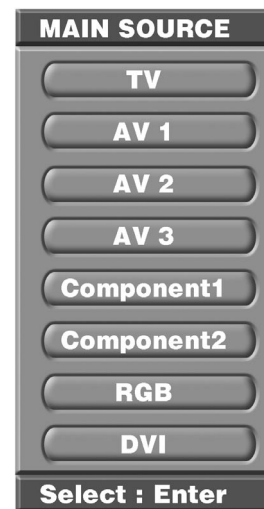 MAIN SOURCE
TV
AV 1
AV 2
AV 3
Component1
Component2
RGB
DVI
Select : Enter